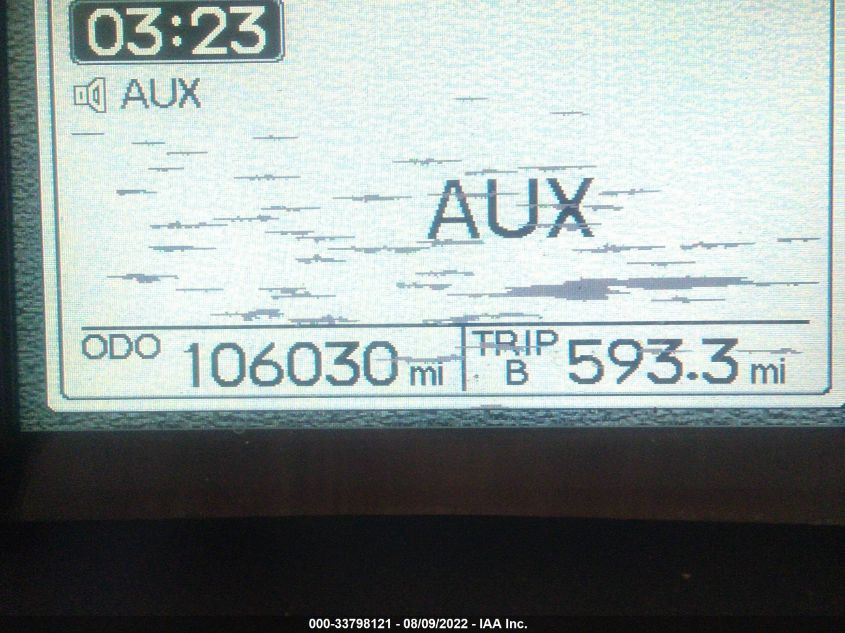 03:23
AUX
AUX
ODO 106030 mi TRIP B 593.3 mi
000-33798121 - 08/09/2022 - IAA Inc.